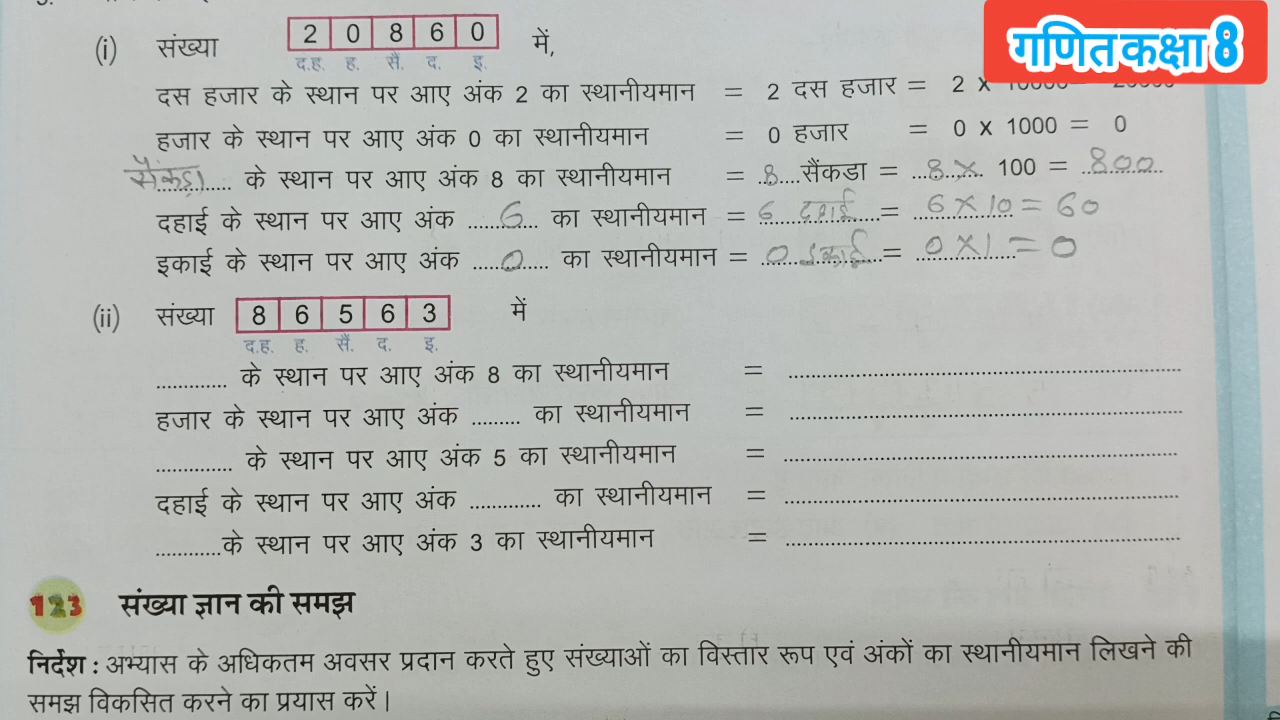 गणित कक्षा 8
(i) संख्या 2 0 8 6 0 में,
द.ह. ह. सैं. द. इ.
दस हजार के स्थान पर आए अंक 2 का स्थानीयमान = 2 दस हजार = 2 x 10000 = 20000
हजार के स्थान पर आए अंक 0 का स्थानीयमान = 0 हजार = 0 x 1000 = 0
सैंकड़ा के स्थान पर आए अंक 8 का स्थानीयमान = 8 सैंकडा = 8 x 100 = 800
दहाई के स्थान पर आए अंक 6 का स्थानीयमान = 6 दहाई = 6 x 10 = 60
इकाई के स्थान पर आए अंक 0 का स्थानीयमान = 0 इकाई = 0 x 1 = 0
(ii) संख्या 8 6 5 6 3 में
द.ह. ह. सैं. द. इ.
............. के स्थान पर आए अंक 8 का स्थानीयमान = .............
हजार के स्थान पर आए अंक ......... का स्थानीयमान = .............
.............. के स्थान पर आए अंक 5 का स्थानीयमान = .............
दहाई के स्थान पर आए अंक ............. का स्थानीयमान = .............
............के स्थान पर आए अंक 3 का स्थानीयमान = .............
123 संख्या ज्ञान की समझ
निर्देश : अभ्यास के अधिकतम अवसर प्रदान करते हुए संख्याओं का विस्तार रूप एवं अंकों का स्थानीयमान लिखने की
समझ विकसित करने का प्रयास करें।